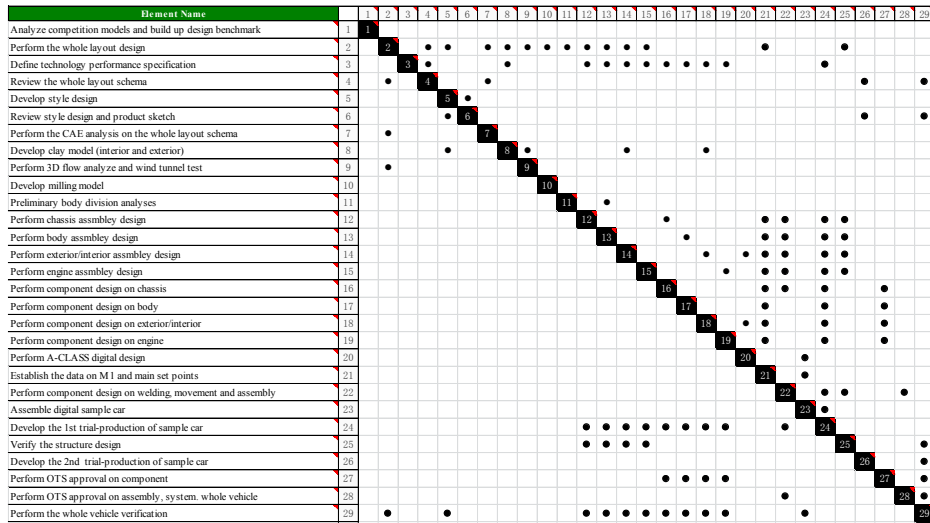 Element Name 1 2 3 4 5 6 7 8 9 10 11 12 13 14 15 16 17 18 19 20 21 22 23 24 25 26 27 28 29
Analyze competition models and build up design benchmark 1 1
Perform the whole layout design 2 2
Define technology performance specification 3 3
Review the whole layout schema 4 4
Develop style design 5 5
Review style design and product sketch 6 6
Perform the CAE analysis on the whole layout schema 7 7
Develop clay model (interior and exterior) 8 8
Perform 3D flow analyze and wind tunnel test 9 9
Develop milling model 10 10
Preliminary body division analyses 11 11
Perform chassis assmbley design 12 12
Perform body assmbley design 13 13
Perform exterior/interior assmbley design 14 14
Perform engine assmbley design 15 15
Perform component design on chassis 16 16
Perform component design on body 17 17
Perform component design on exterior/interior 18 18
Perform component design on engine 19 19
Perform A-CLASS digital design 20 20
Establish the data on M1 and main set points 21 21
Perform component design on welding, movement and assembly 22 22
Assemble digital sample car 23 23
Develop the 1st trial-production of sample car 24 24
Verify the structure design 25 25
Develop the 2nd trial-production of sample car 26 26
Perform OTS approval on component 27 27
Perform OTS approval on assembly, system. whole vehicle 28 28
Perform the whole vehicle verification 29 29